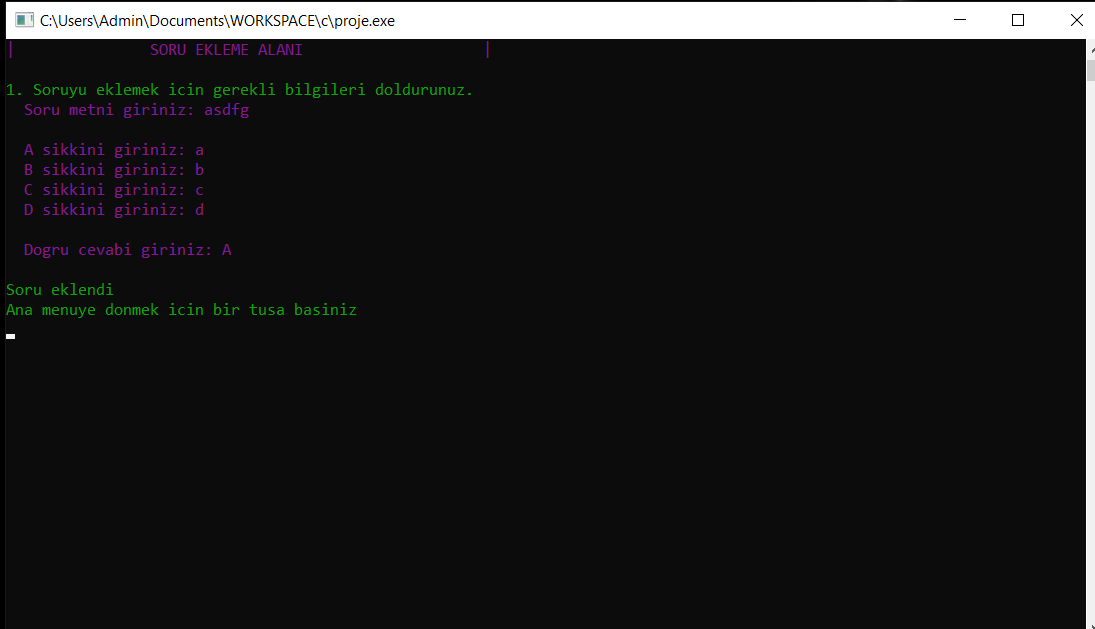 C:\Users\Admin\Documents\WORKSPACE\c\proje.exe
| SORU EKLEME ALANI |
1. Soruyu eklemek icin gerekli bilgileri doldurunuz.
Soru metni giriniz: asdfg
A sikkini giriniz: a
B sikkini giriniz: b
C sikkini giriniz: c
D sikkini giriniz: d
Dogru cevabi giriniz: A
Soru eklendi
Ana menuye donmek icin bir tusa basiniz